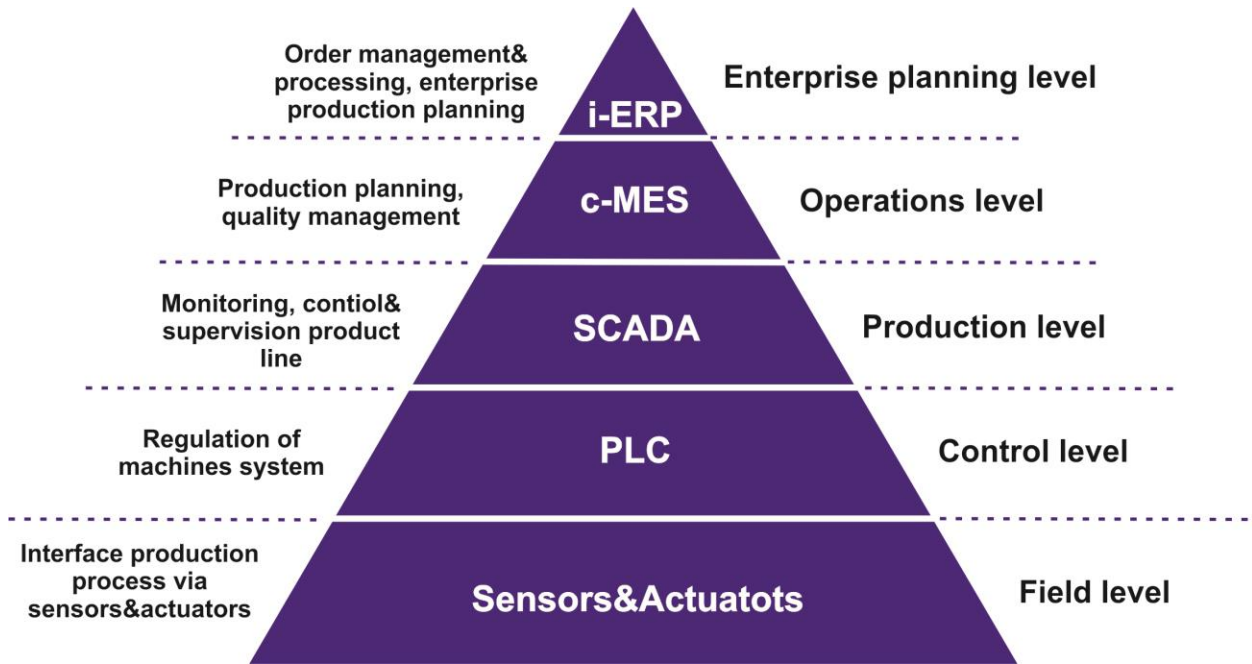 Order management&
processing, enterprise
production planning
i-ERP
Enterprise planning level
Production planning,
quality management
c-MES
Operations level
Monitoring, contiol&
supervision product
line
SCADA
Production level
Regulation of
machines system
PLC
Control level
Interface production
process via
sensors&actuators
Sensors&Actuatots
Field level